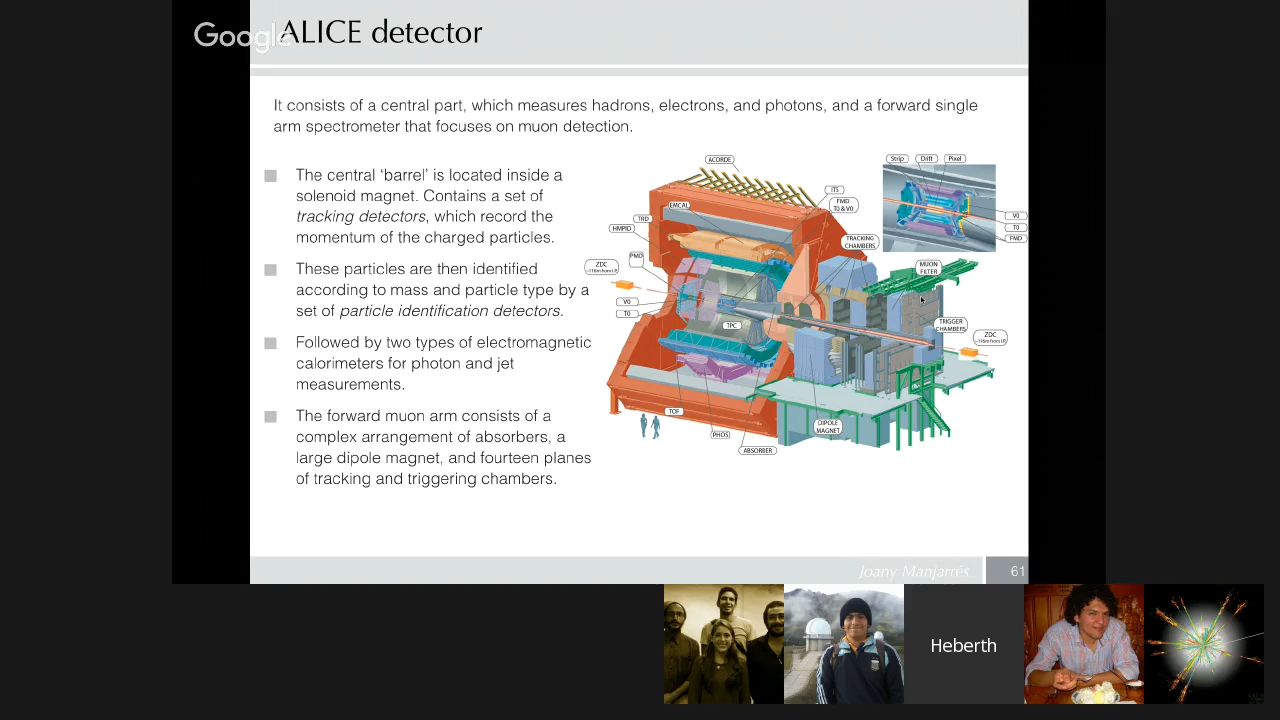 Google
ALICE detector
It consists of a central part, which measures hadrons, electrons, and photons, and a forward single
arm spectrometer that focuses on muon detection.
The central ‘barrel’ is located inside a
solenoid magnet. Contains a set of
tracking detectors, which record the
momentum of the charged particles.
These particles are then identified
according to mass and particle type by a
set of particle identification detectors.
Followed by two types of electromagnetic
calorimeters for photon and jet
measurements.
The forward muon arm consists of a
complex arrangement of absorbers, a
large dipole magnet, and fourteen planes
of tracking and triggering chambers.
ACORDE
Strip
Drift
Pixel
ITS
EMCAL
FMD
T0 & V0
TRD
HMPID
V0
T0
FMD
TRACKING
CHAMBERS
PMD
ZDC
~116m from I.P.
MUON
FILTER
V0
T0
TPC
TRIGGER
CHAMBERS
ZDC
~116m from I.P.
TOF
DIPOLE
MAGNET
PHOS
ABSORBER
Joany Manjarrés
61
Heberth